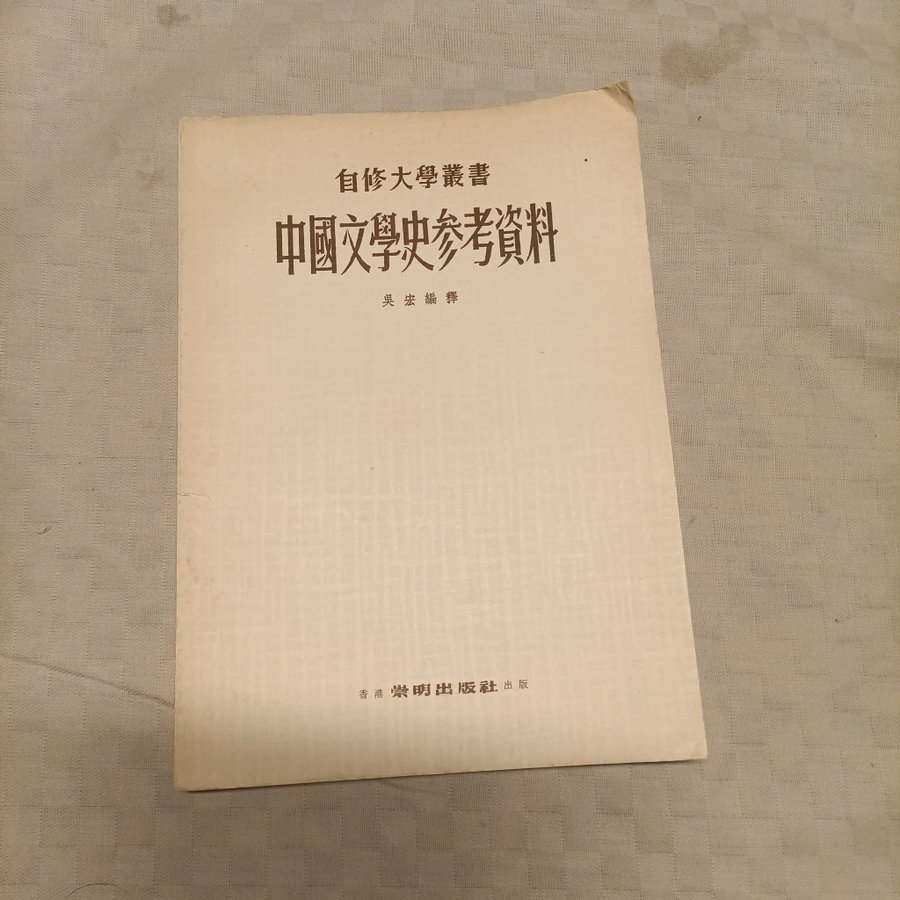 自修大學叢書
中國文學史参考資料
吳宏編釋
香港 崇明出版社 出版